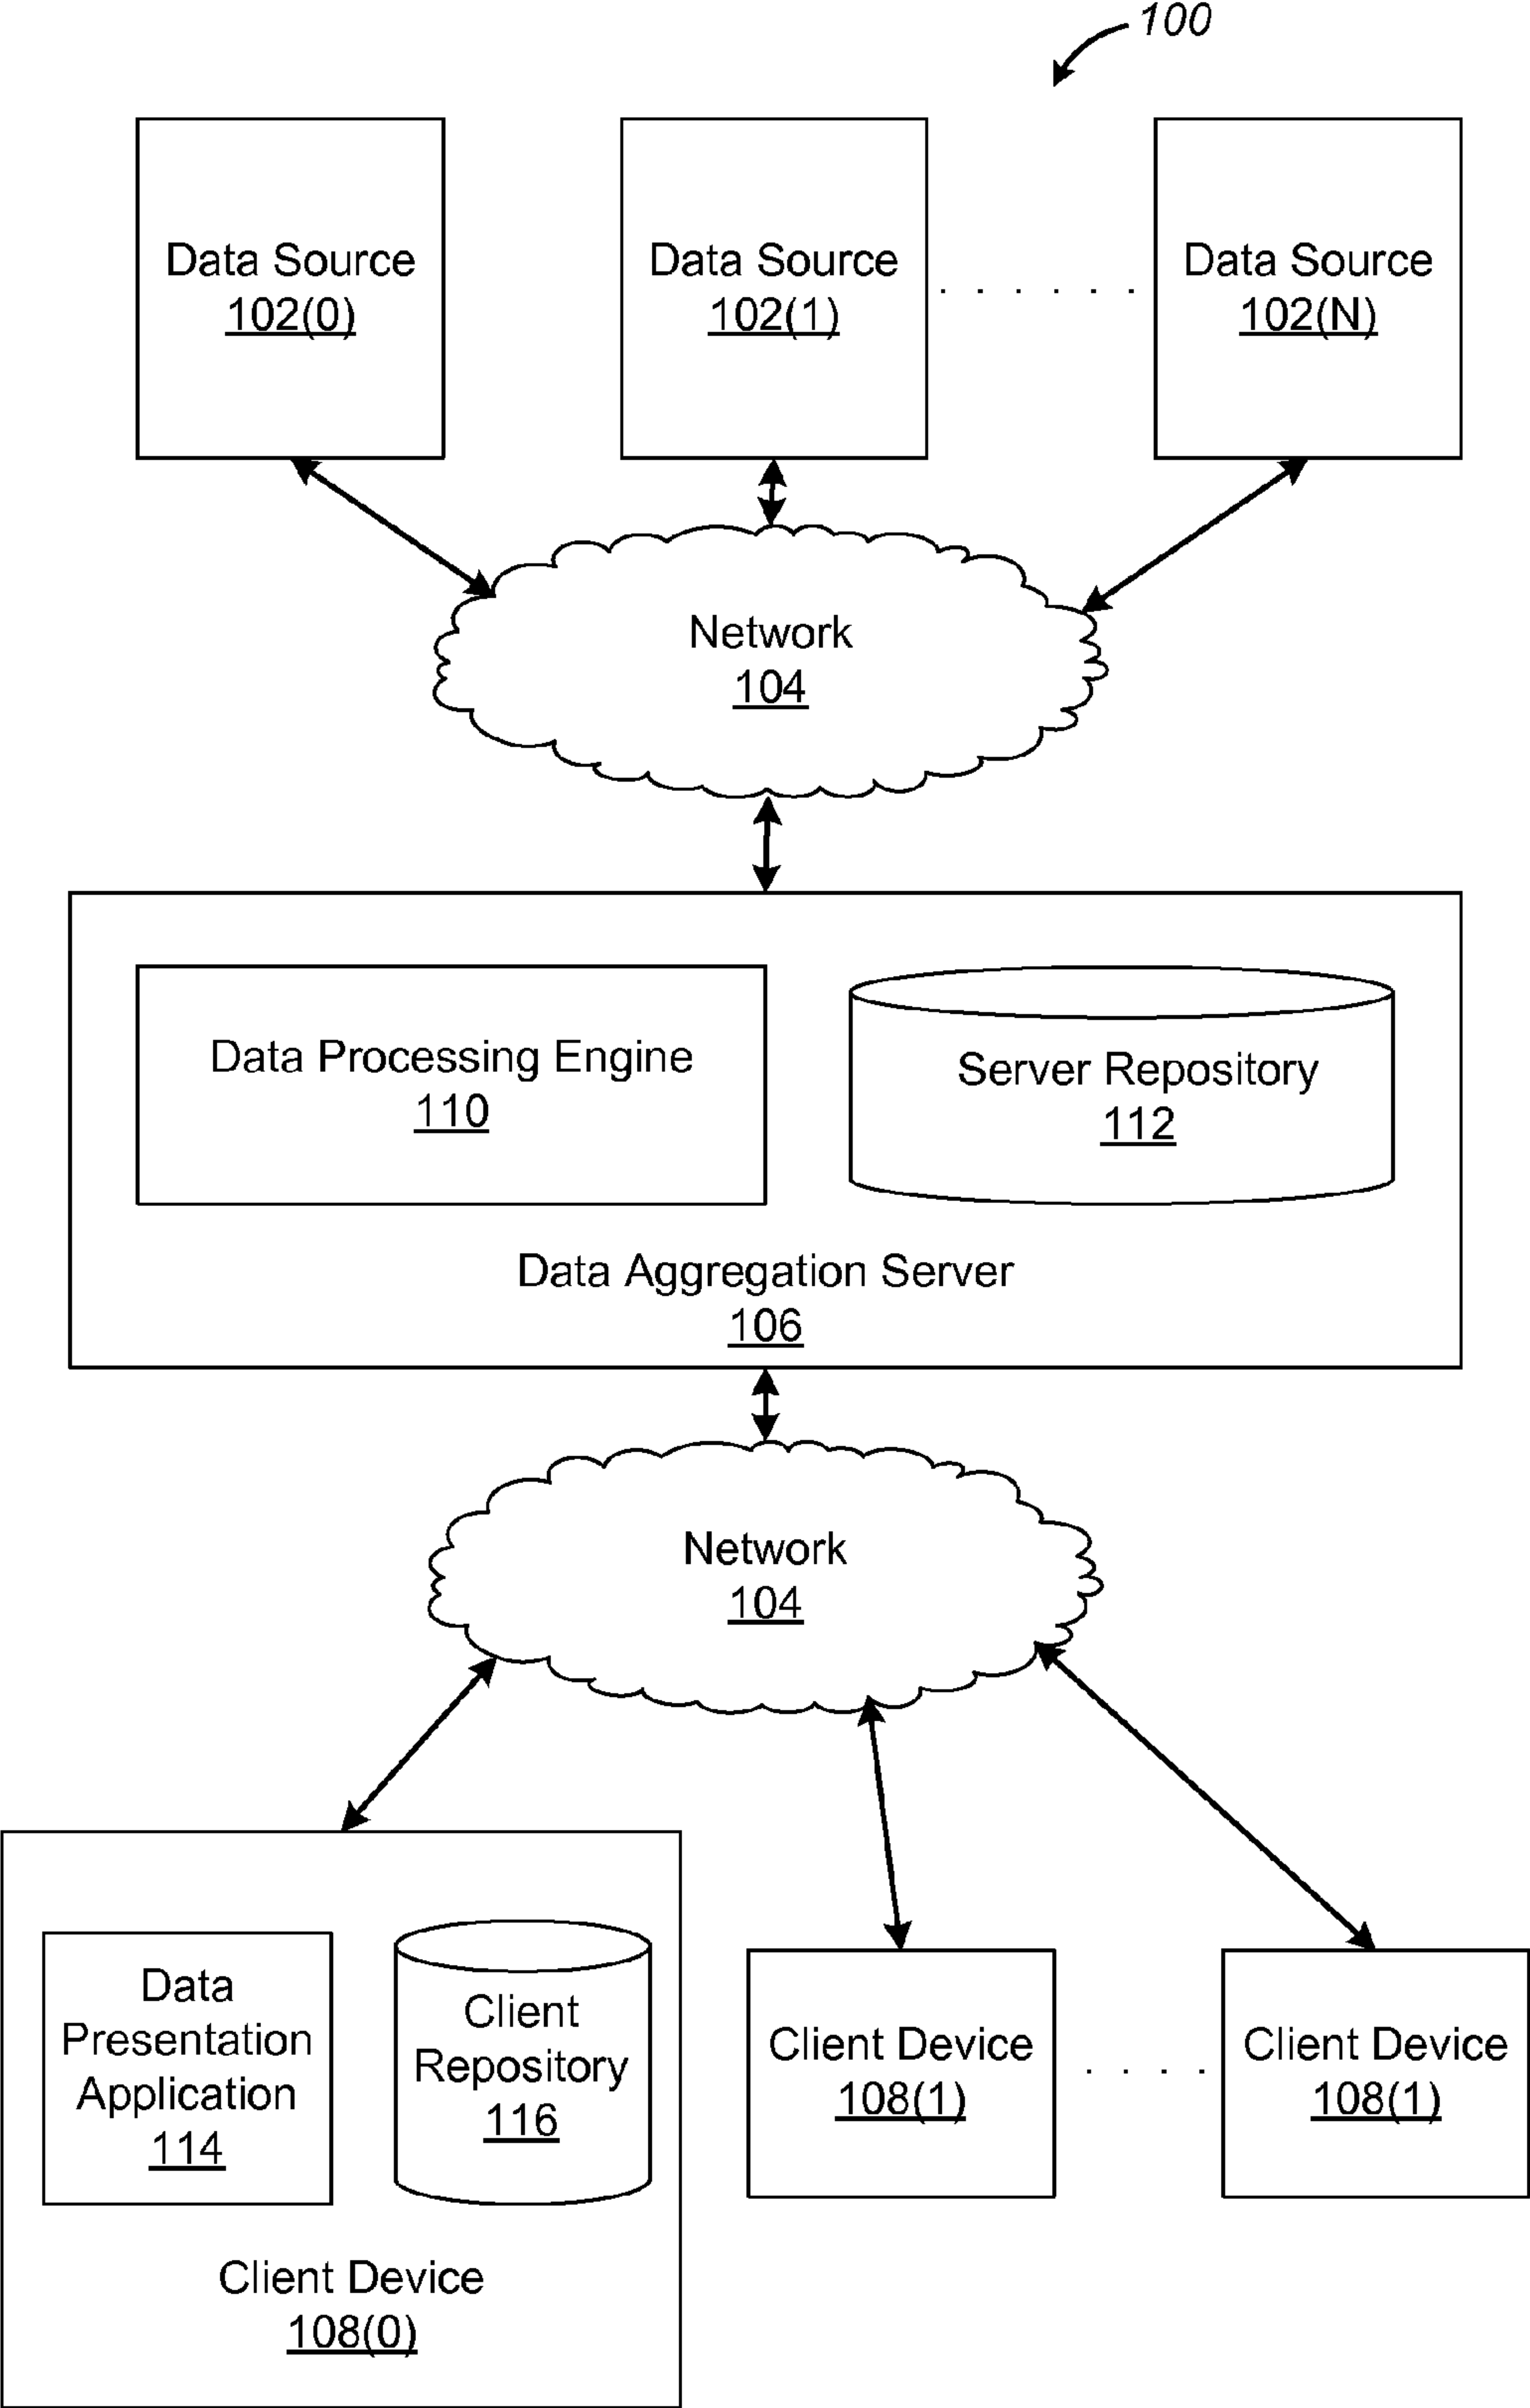 100
Data Source
102(0)
Data Source
102(1)
. . . . . .
Data Source
102(N)
Network
104
Data Processing Engine
110
Server Repository
112
Data Aggregation Server
106
Network
104
Data
Presentation
Application
114
Client
Repository
116
Client Device
108(0)
Client Device
108(1)
. . . .
Client Device
108(1)